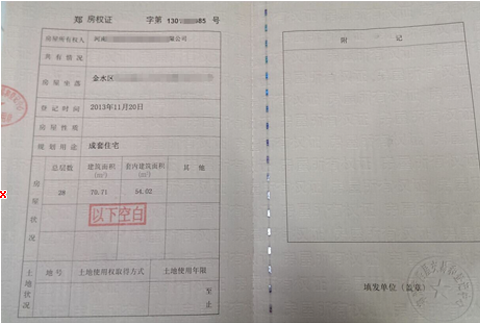 郑 房权证 字第 1301 85 号
房屋所有权人 河南 限公司
共有情况
房屋坐落 金水区
登记时间 2013年11月20日
房屋性质
规划用途 成套住宅
房屋状况
总层数 建筑面积(m²) 套内建筑面积(m²) 其他
28 70.71 54.02
以下空白
土地状况
地号 土地使用权取得方式 土地使用年限
至
止
附记
填发单位（盖章）